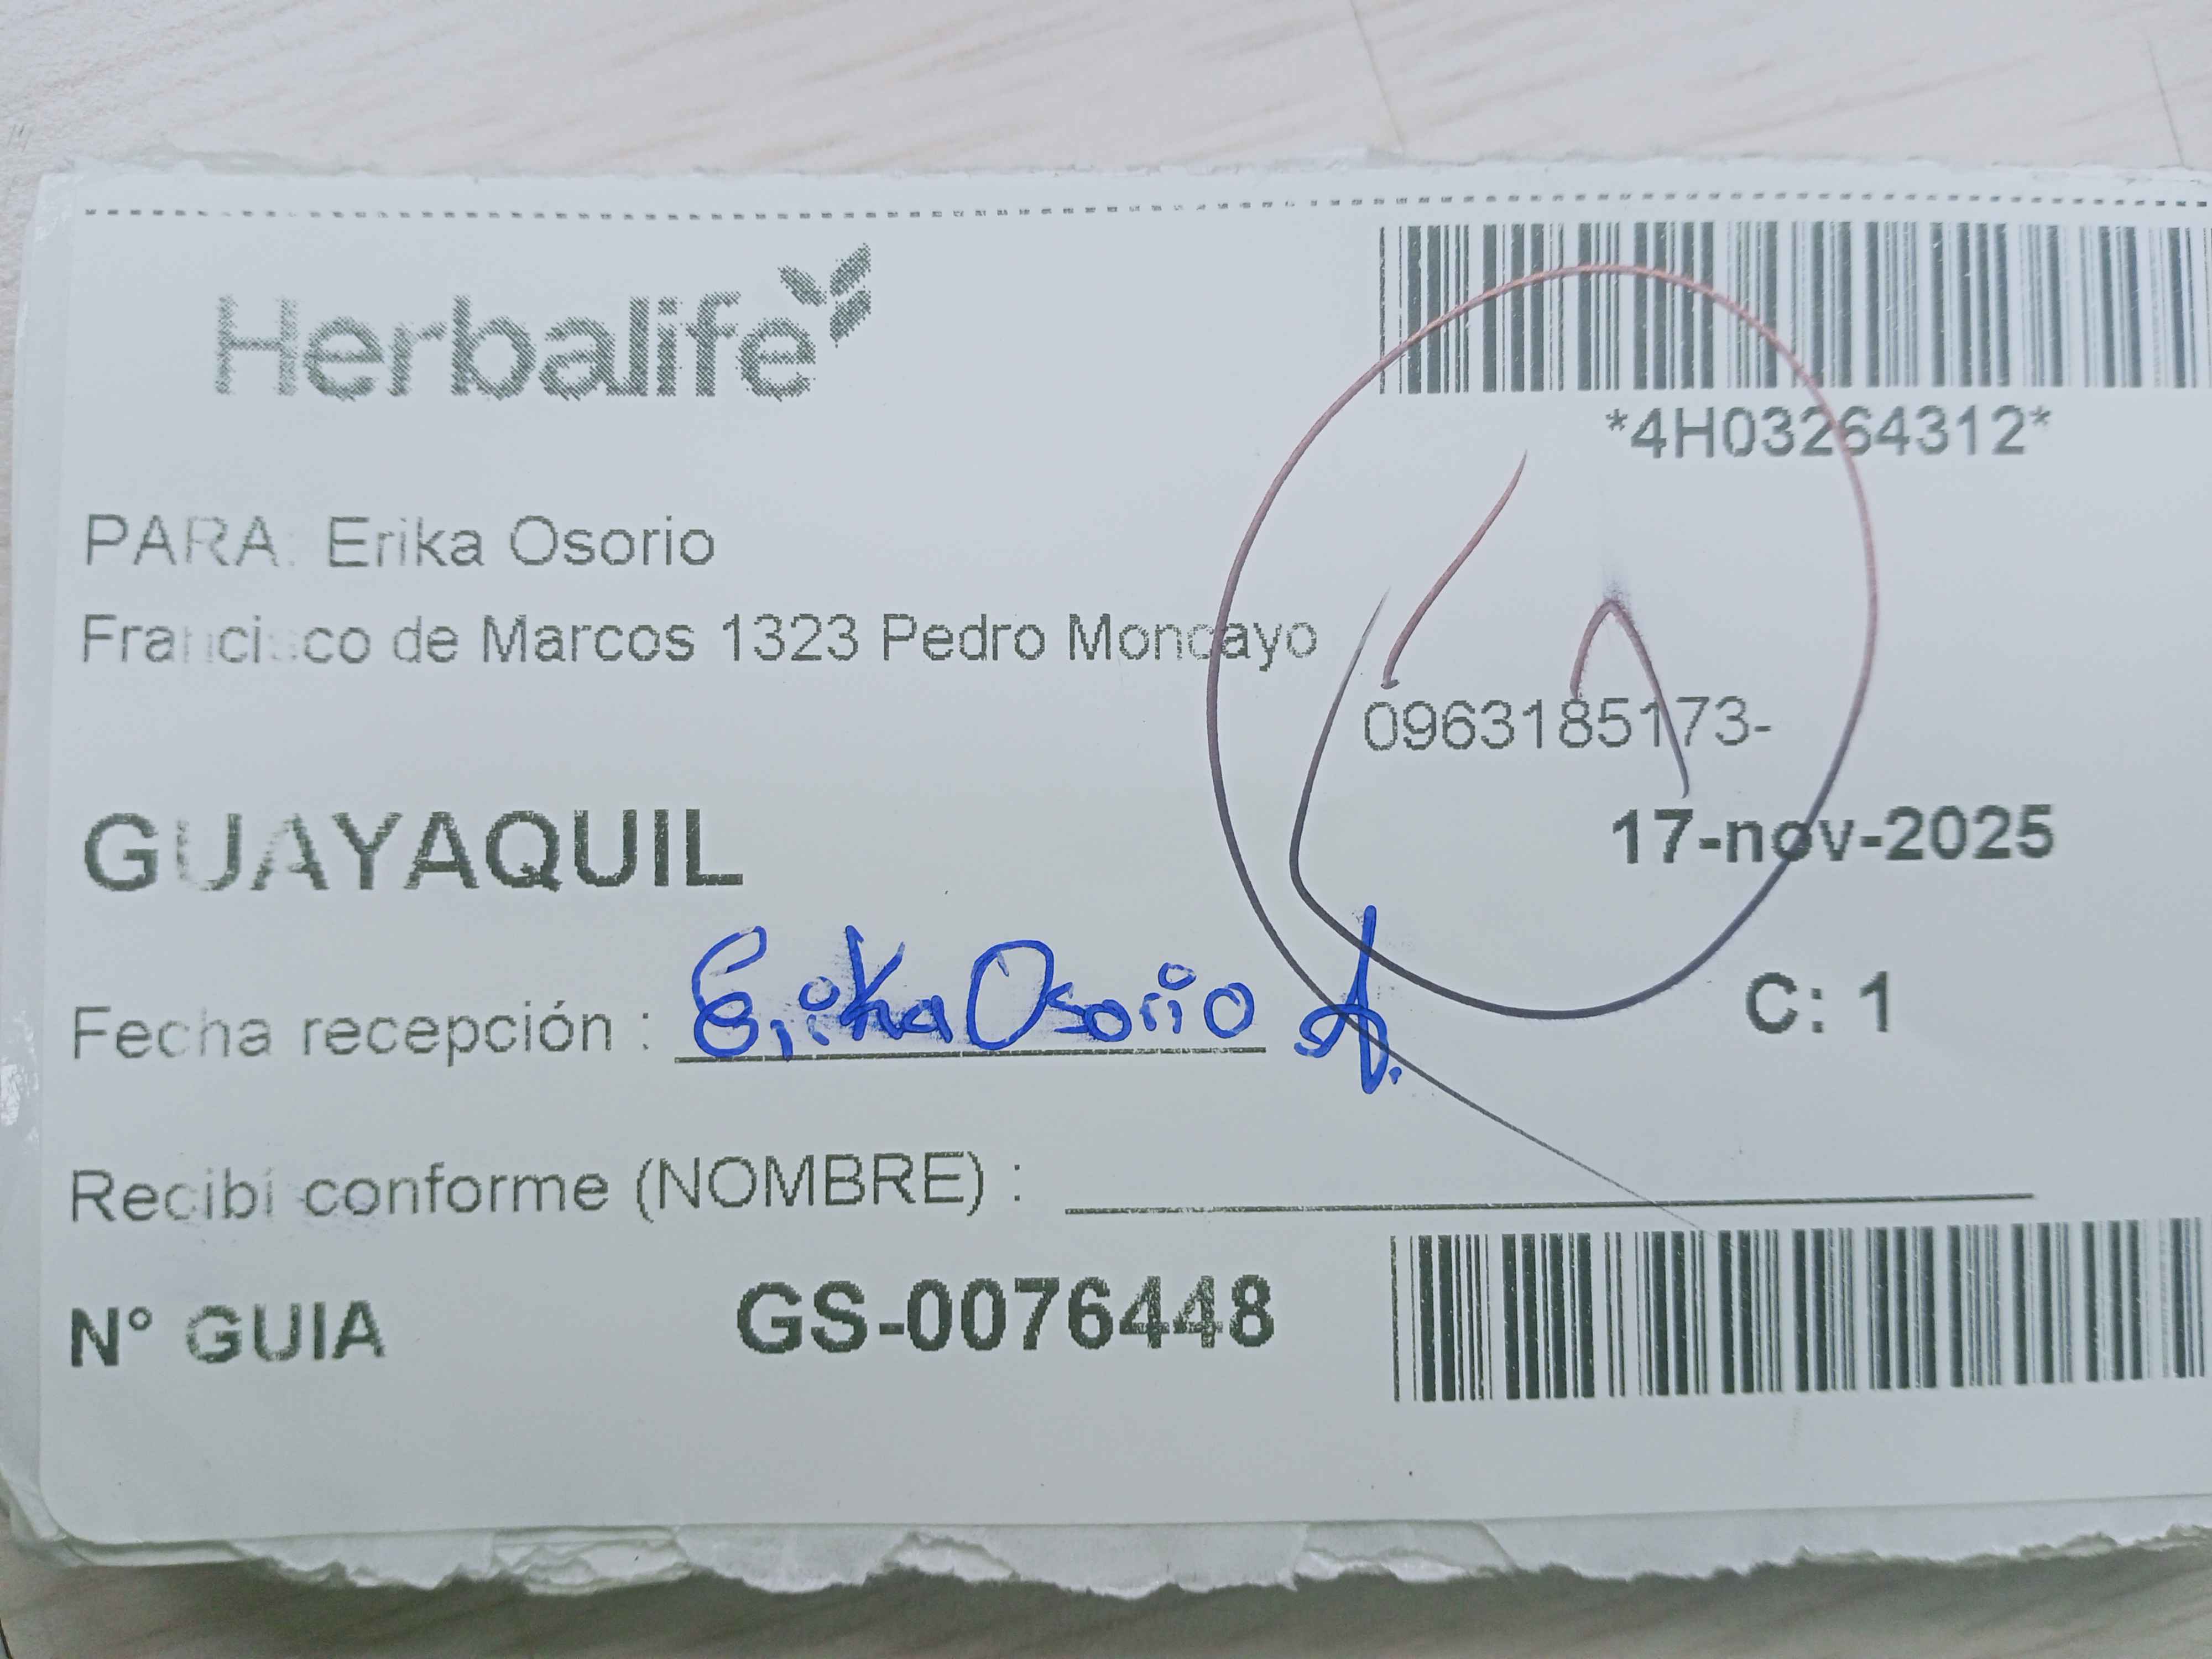 Herbalife
*4H03264312*
PARA: Erika Osorio
Francisco de Marcos 1323 Pedro Moncayo
0963185173-
GUAYAQUIL
17-nov-2025
Fecha recepción : Erika Osorio A.
C: 1
Recibí conforme (NOMBRE) :
N° GUIA GS-0076448